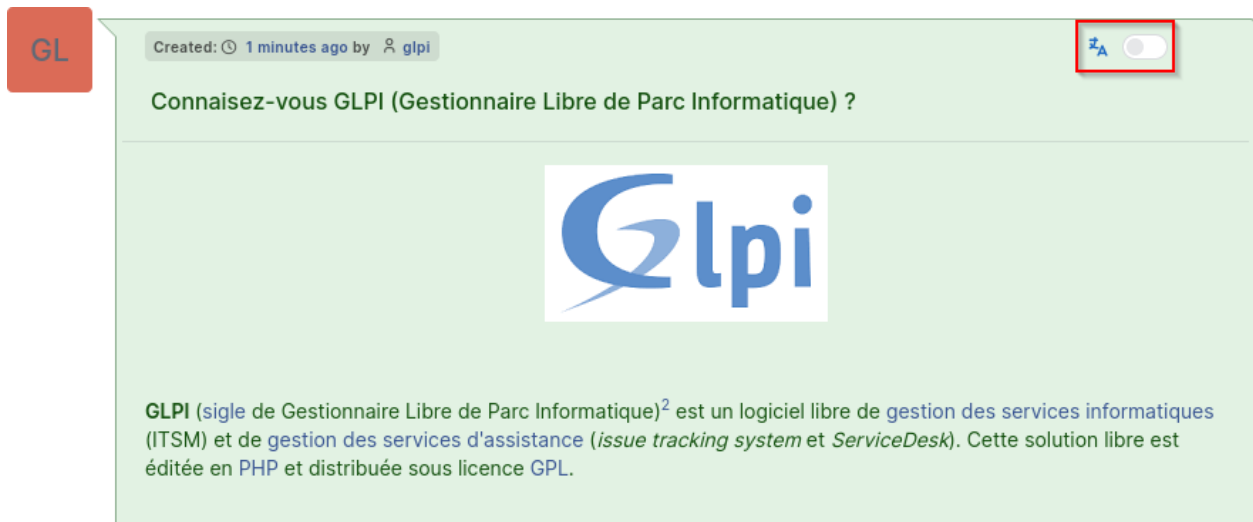 GL
Created: 1 minutes ago by glpi
Connaisez-vous GLPI (Gestionnaire Libre de Parc Informatique) ?
Glpi
GLPI (sigle de Gestionnaire Libre de Parc Informatique)2 est un logiciel libre de gestion des services informatiques
(ITSM) et de gestion des services d'assistance (issue tracking system et ServiceDesk). Cette solution libre est
éditée en PHP et distribuée sous licence GPL.